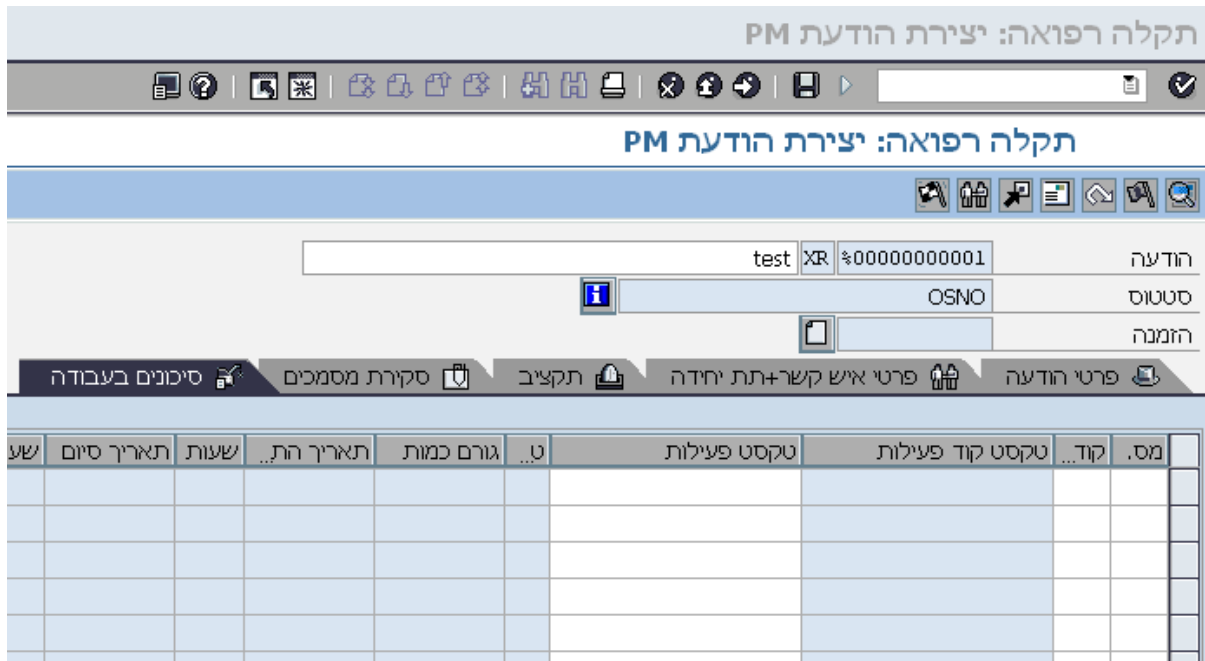 תקלה רפואה: יצירת הודעת PM
תקלה רפואה: יצירת הודעת PM
הודעה %00000000001 XR test
סטטוס OSNO
הזמנה
פרטי הודעה פרטי איש קשר+תת יחידה תקציב סקירת מסמכים סיכונים בעבודה
מס. קוד... טקסט קוד פעילות טקסט פעילות ט... גורם כמות תאריך הת... שעות תאריך סיום שע